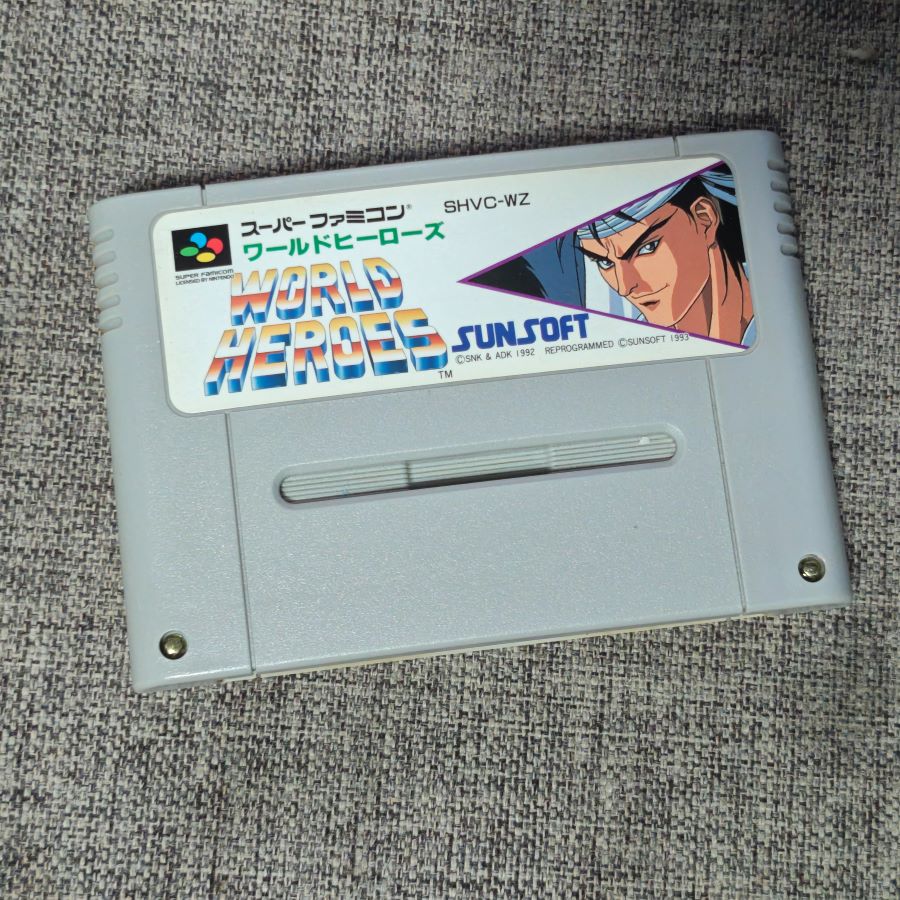 スーパーファミコン®
SHVC-WZ
ワールドヒーローズ
SUPER FAMICOM
LICENSED BY NINTENDO
WORLD
HEROES
TM
SUNSOFT
©SNK & ADK 1992 REPROGRAMMED ©SUNSOFT 1993